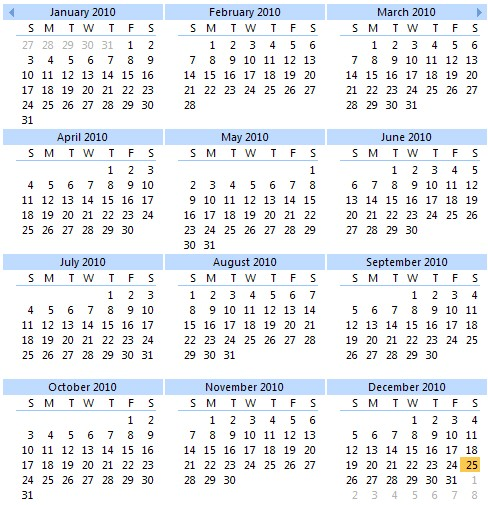 January 2010
S M T W T F S
27 28 29 30 31 1 2
3 4 5 6 7 8 9
10 11 12 13 14 15 16
17 18 19 20 21 22 23
24 25 26 27 28 29 30
31
February 2010
S M T W T F S
1 2 3 4 5 6
7 8 9 10 11 12 13
14 15 16 17 18 19 20
21 22 23 24 25 26 27
28
March 2010
S M T W T F S
1 2 3 4 5 6
7 8 9 10 11 12 13
14 15 16 17 18 19 20
21 22 23 24 25 26 27
28 29 30 31
April 2010
S M T W T F S
1 2 3
4 5 6 7 8 9 10
11 12 13 14 15 16 17
18 19 20 21 22 23 24
25 26 27 28 29 30
May 2010
S M T W T F S
1
2 3 4 5 6 7 8
9 10 11 12 13 14 15
16 17 18 19 20 21 22
23 24 25 26 27 28 29
30 31
June 2010
S M T W T F S
1 2 3 4 5
6 7 8 9 10 11 12
13 14 15 16 17 18 19
20 21 22 23 24 25 26
27 28 29 30
July 2010
S M T W T F S
1 2 3
4 5 6 7 8 9 10
11 12 13 14 15 16 17
18 19 20 21 22 23 24
25 26 27 28 29 30 31
August 2010
S M T W T F S
1 2 3 4 5 6 7
8 9 10 11 12 13 14
15 16 17 18 19 20 21
22 23 24 25 26 27 28
29 30 31
September 2010
S M T W T F S
1 2 3 4
5 6 7 8 9 10 11
12 13 14 15 16 17 18
19 20 21 22 23 24 25
26 27 28 29 30
October 2010
S M T W T F S
1 2
3 4 5 6 7 8 9
10 11 12 13 14 15 16
17 18 19 20 21 22 23
24 25 26 27 28 29 30
31
November 2010
S M T W T F S
1 2 3 4 5 6
7 8 9 10 11 12 13
14 15 16 17 18 19 20
21 22 23 24 25 26 27
28 29 30
December 2010
S M T W T F S
1 2 3 4
5 6 7 8 9 10 11
12 13 14 15 16 17 18
19 20 21 22 23 24 25
26 27 28 29 30 31 1
2 3 4 5 6 7 8